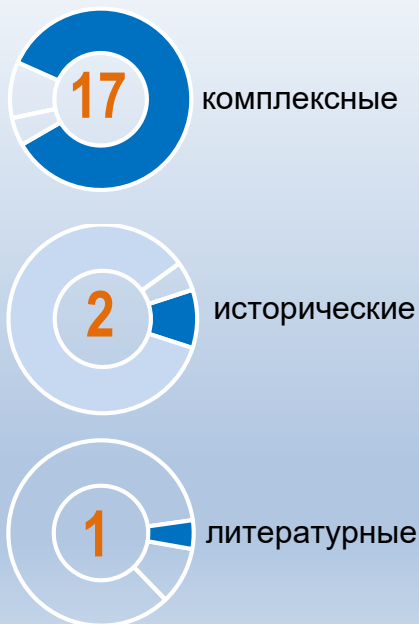 17
комплексные
2
исторические
1
литературные